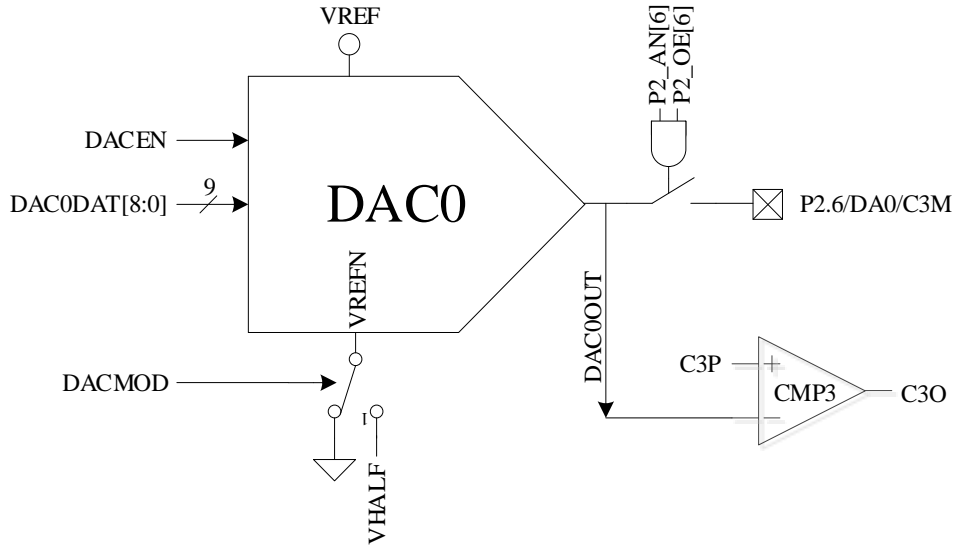 VREF
P2_AN[6]
P2_OE[6]
DACEN
9
DAC0DAT[8:0]
DAC0
P2.6/DA0/C3M
VREFN
DAC0OUT
DACMOD
C3P
+
CMP3
C3O
1
VHALF